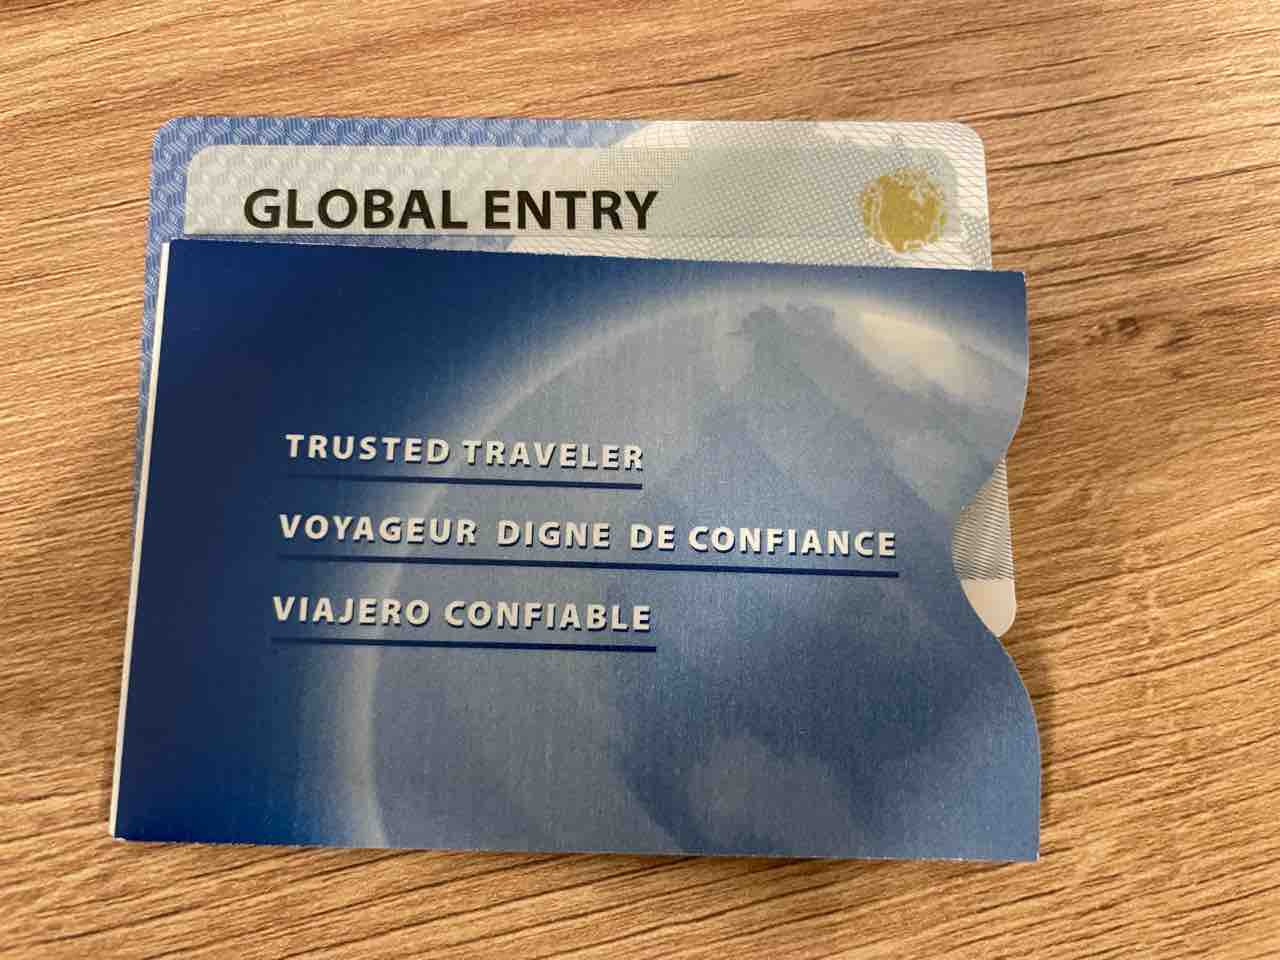 GLOBAL ENTRY
TRUSTED TRAVELER
VOYAGEUR DIGNE DE CONFIANCE
VIAJERO CONFIABLE